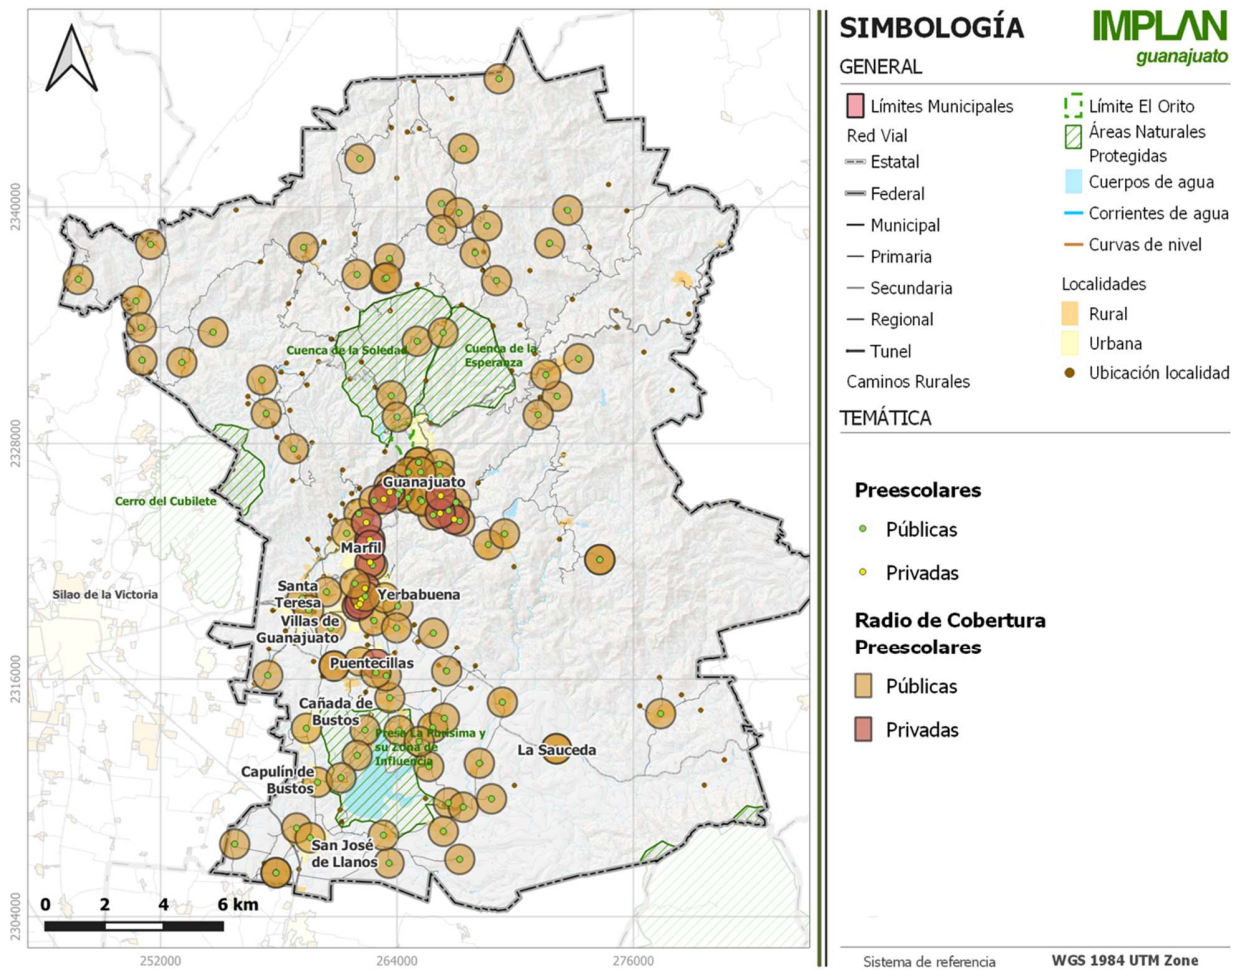 SIMBOLOGÍA
IMPLAN
guanajuato
GENERAL
Límites Municipales
Red Vial
Estatal
Federal
Municipal
Primaria
Secundaria
Regional
Tunel
Caminos Rurales
Límite El Orito
Áreas Naturales
Protegidas
Cuerpos de agua
Corrientes de agua
Curvas de nivel
Localidades
Rural
Urbana
Ubicación localidad
TEMÁTICA
Preescolares
Públicas
Privadas
Radio de Cobertura
Preescolares
Públicas
Privadas
Sistema de referencia
WGS 1984 UTM Zone
2340000
2328000
2316000
2304000
252000
264000
276000
0 2 4 6 km
Cuenca de la Soledad
Cuenca de la
Esperanza
Cerro del Cubilete
Guanajuato
Marfil
Silao de la Victoria
Santa
Teresa
Yerbabuena
Villas de
Guanajuato
Puentecillas
Cañada de
Bustos
Presa La Purísima y
su Zona de
Influencia
La Sauceda
Capulín de
Bustos
San José
de Llanos